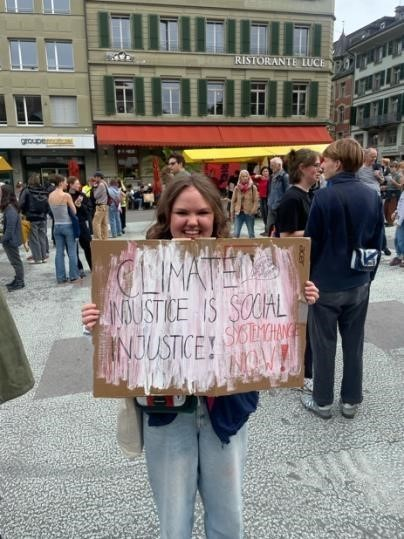 RISTORANTE LUCE
CLIMATE
INJUSTICE IS SOCIAL
INJUSTICE!
SYSTEMCHANGE
NOW!